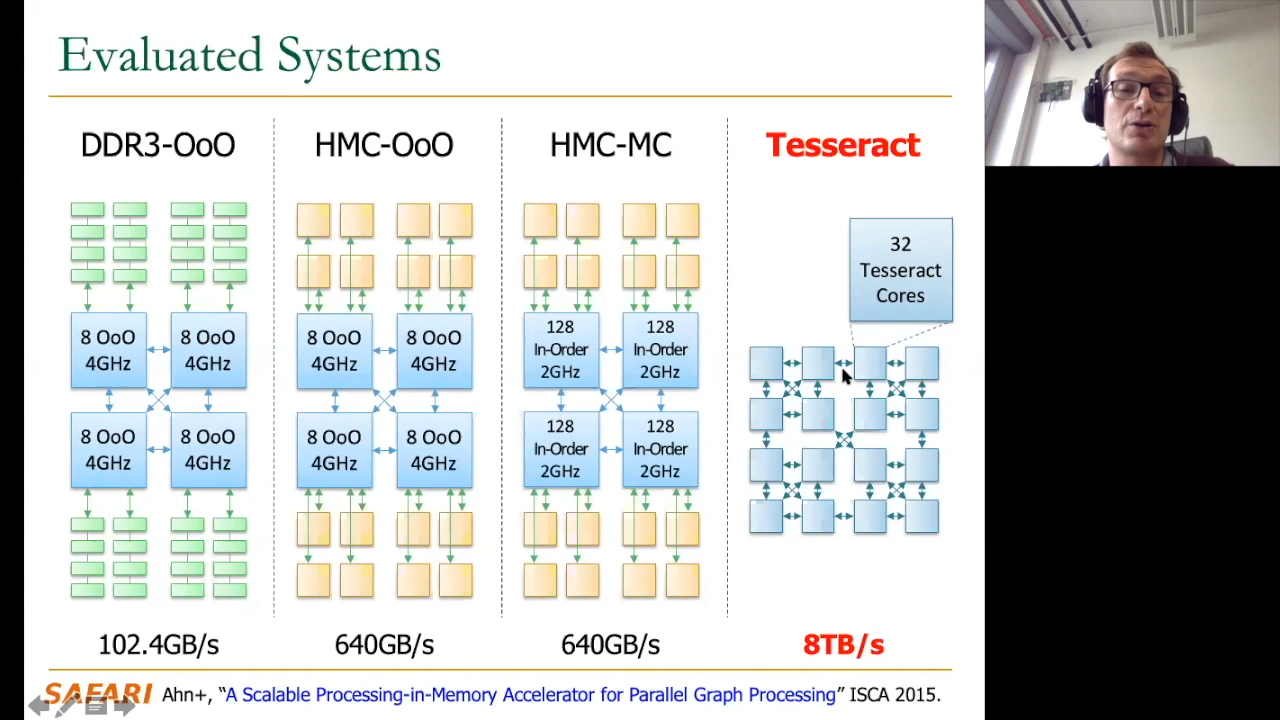 Evaluated Systems
DDR3-OoO
HMC-OoO
HMC-MC
Tesseract
32
Tesseract
Cores
8 OoO
4GHz
8 OoO
4GHz
8 OoO
4GHz
8 OoO
4GHz
128
In-Order
2GHz
128
In-Order
2GHz
8 OoO
4GHz
8 OoO
4GHz
8 OoO
4GHz
8 OoO
4GHz
128
In-Order
2GHz
128
In-Order
2GHz
102.4GB/s
640GB/s
640GB/s
8TB/s
SAFARI Ahn+, “A Scalable Processing-in-Memory Accelerator for Parallel Graph Processing” ISCA 2015.